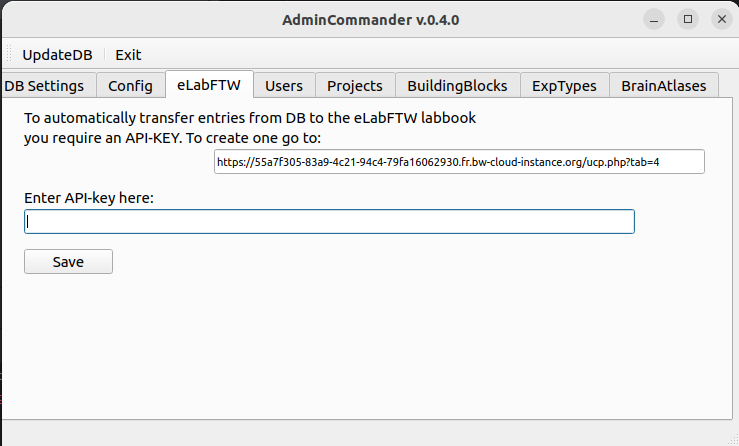 AdminCommander v.0.4.0
UpdateDB Exit
DB Settings Config eLabFTW Users Projects BuildingBlocks ExpTypes BrainAtlases
To automatically transfer entries from DB to the eLabFTW labbook
you require an API-KEY. To create one go to:
https://55a7f305-83a9-4c21-94c4-79fa16062930.fr.bw-cloud-instance.org/ucp.php?tab=4
Enter API-key here:
Save